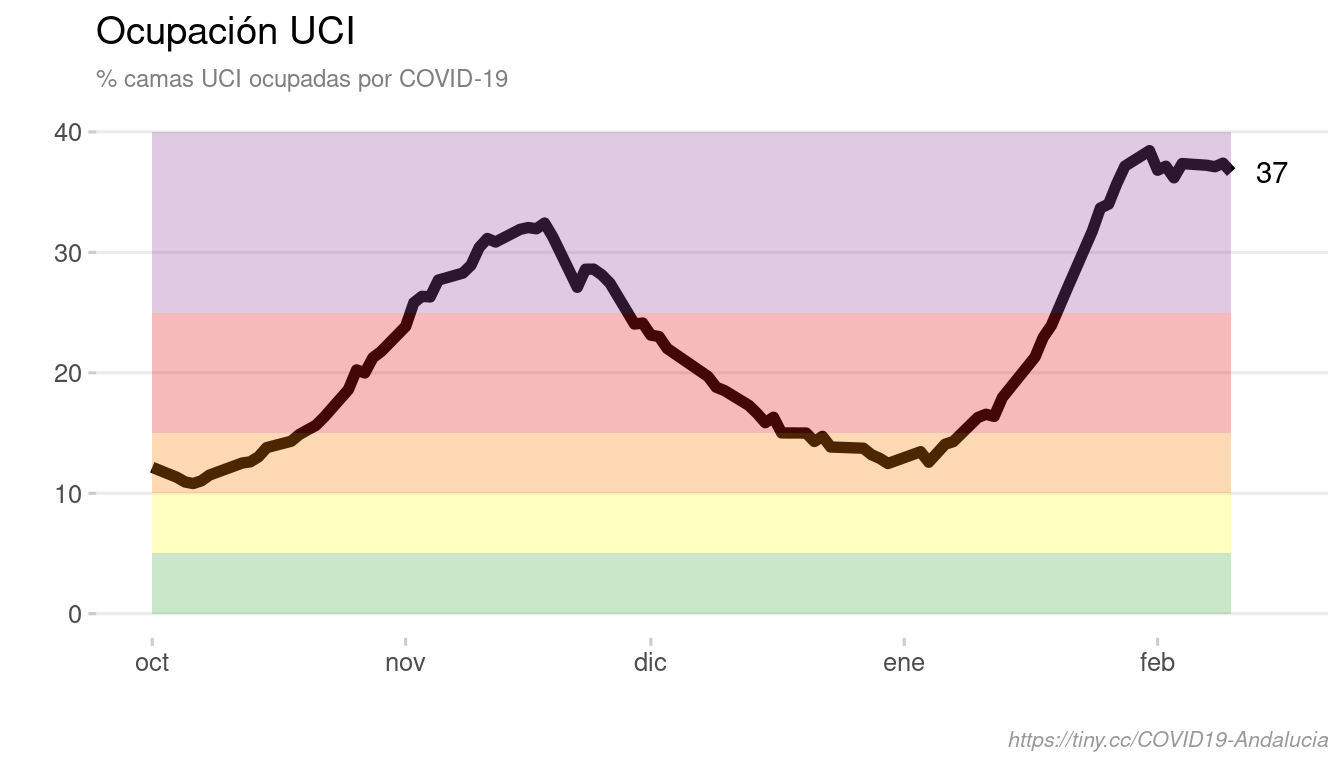 Ocupación UCI
% camas UCI ocupadas por COVID-19
40
37
30
20
10
0
oct nov dic ene feb
https://tiny.cc/COVID19-Andalucia